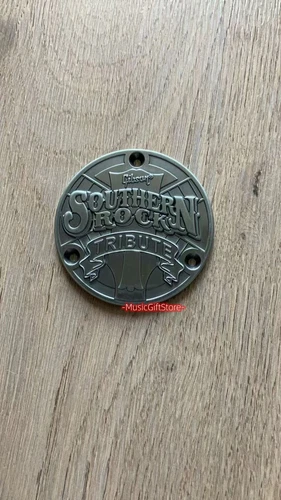 Gibson
SOUTHERN
ROCK
TRIBUTE
-MusicGiftStore-